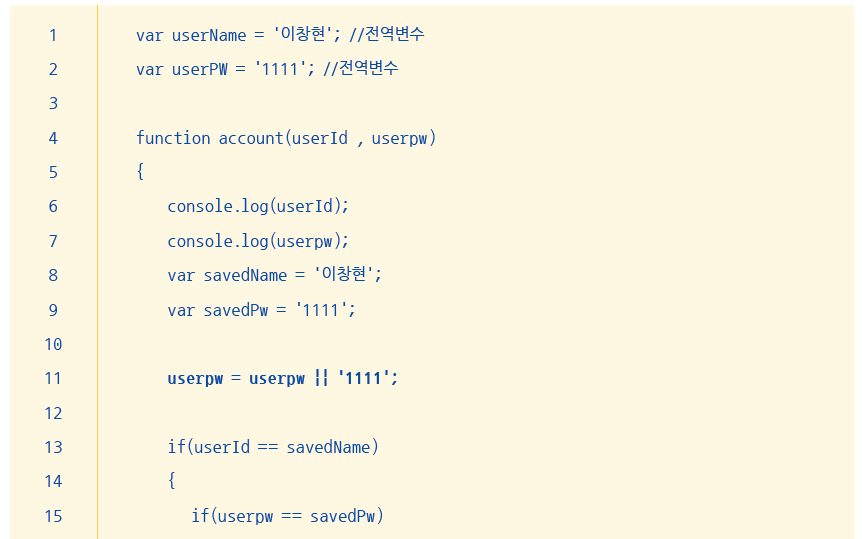 1 var userName = '이창현'; //전역변수
2 var userPW = '1111'; //전역변수
3
4 function account(userId , userpw)
5 {
6 console.log(userId);
7 console.log(userpw);
8 var savedName = '이창현';
9 var savedPw = '1111';
10
11 userpw = userpw || '1111';
12
13 if(userId == savedName)
14 {
15 if(userpw == savedPw)